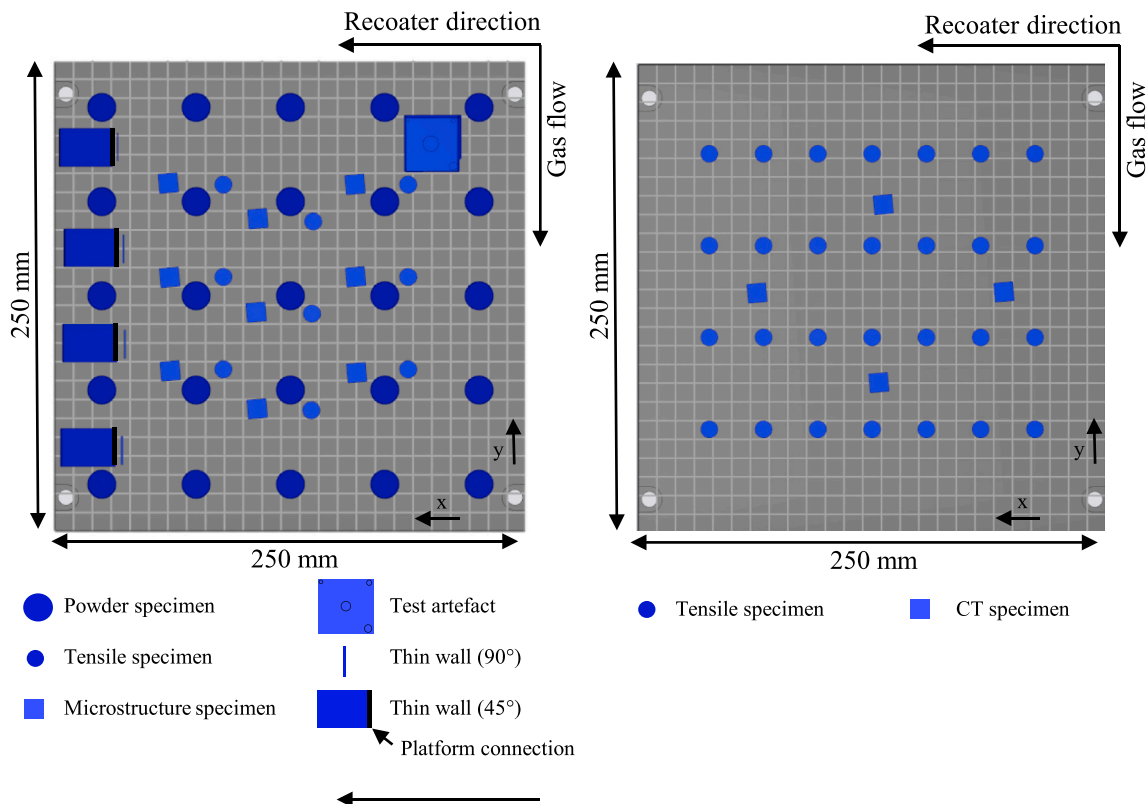 Recoater direction
Gas flow
250 mm
y
x
250 mm
Powder specimen
Tensile specimen
Microstructure specimen
Test artefact
Thin wall (90°)
Thin wall (45°)
Platform connection
Recoater direction
Gas flow
250 mm
y
x
250 mm
Tensile specimen
CT specimen